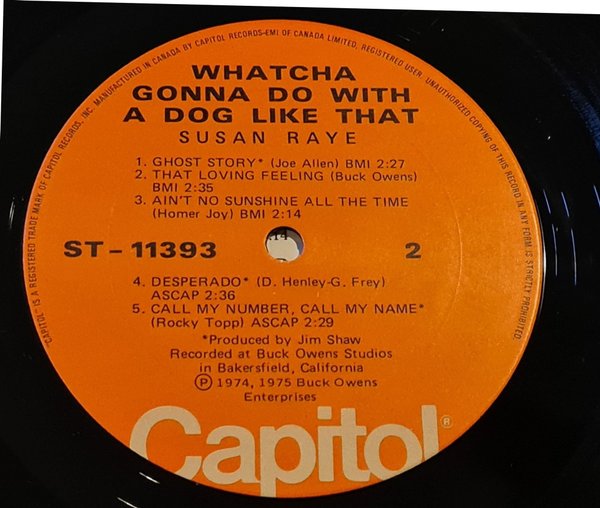 MANUFACTURED IN CANADA BY CAPITOL RECORDS-EMI OF CANADA LIMITED, REGISTERED USER. UNAUTHORIZED COPYING OF THIS RECORD IN ANY FORM IS STRICTLY PROHIBITED.
"CAPITOL" IS A REGISTERED TRADE MARK OF CAPITOL RECORDS, INC.
WHATCHA
GONNA DO WITH
A DOG LIKE THAT
SUSAN RAYE
1. GHOST STORY* (Joe Allen) BMI 2:27
2. THAT LOVING FEELING (Buck Owens)
BMI 2:35
3. AIN'T NO SUNSHINE ALL THE TIME
(Homer Joy) BMI 2:14
ST-11393 2
4. DESPERADO* (D. Henley-G. Frey)
ASCAP 2:36
5. CALL MY NUMBER, CALL MY NAME*
(Rocky Topp) ASCAP 2:29
*Produced by Jim Shaw
Recorded at Buck Owens Studios
in Bakersfield, California
Ⓟ 1974, 1975 Buck Owens
Enterprises
Capitol®